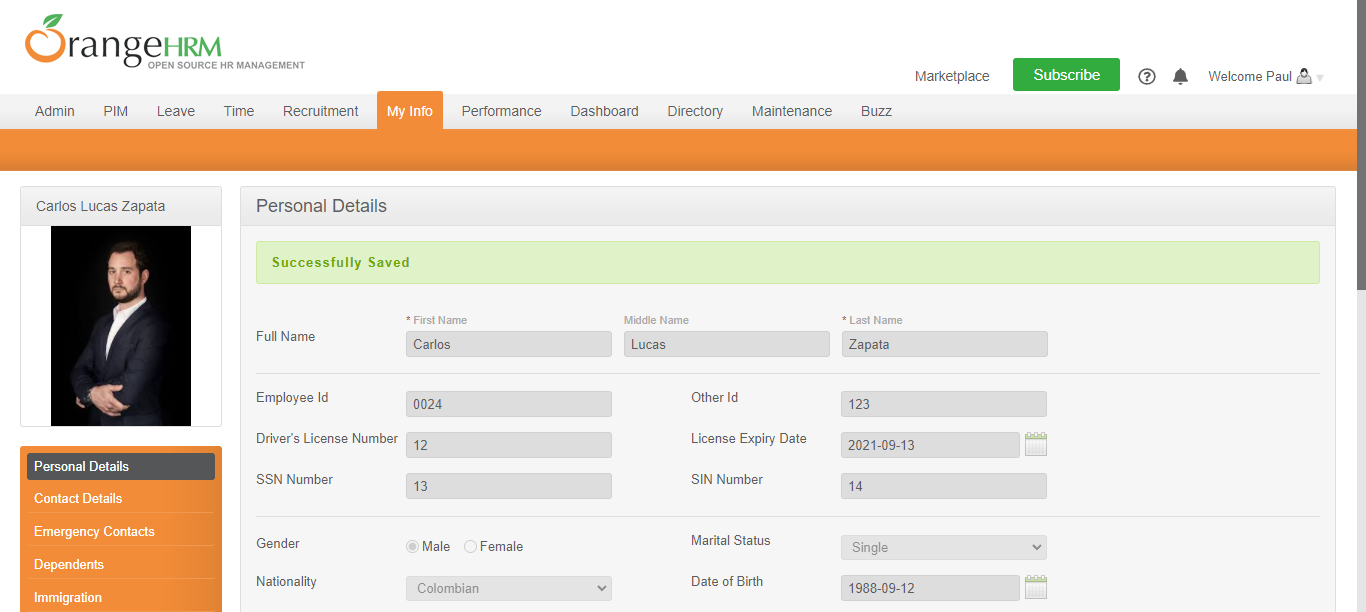 OrangeHRM
OPEN SOURCE HR MANAGEMENT
Marketplace Subscribe ? Welcome Paul
Admin PIM Leave Time Recruitment My Info Performance Dashboard Directory Maintenance Buzz
Carlos Lucas Zapata
Personal Details
Contact Details
Emergency Contacts
Dependents
Immigration
Personal Details
Successfully Saved
* First Name Middle Name * Last Name
Full Name Carlos Lucas Zapata
Employee Id 0024 Other Id 123
Driver's License Number 12 License Expiry Date 2021-09-13
SSN Number 13 SIN Number 14
Gender Male Female Marital Status Single
Nationality Colombian Date of Birth 1988-09-12